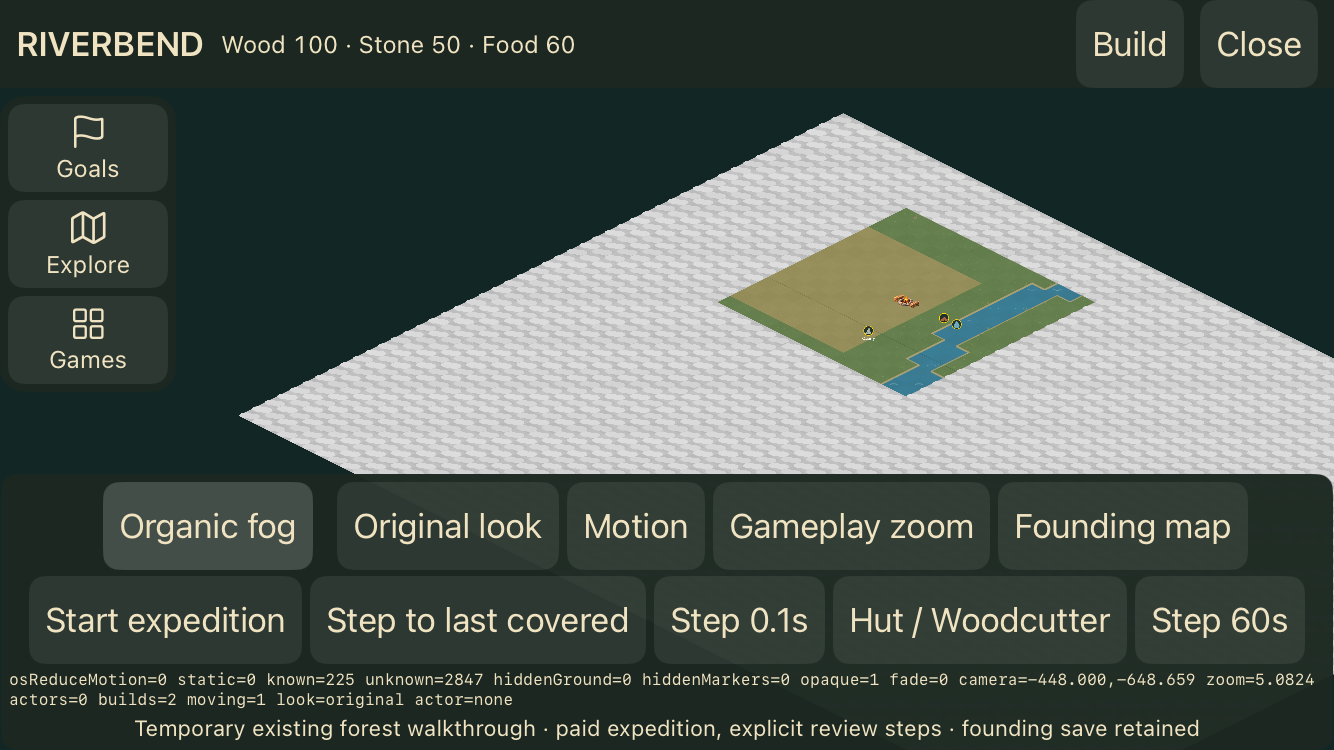 RIVERBEND Wood 100 · Stone 50 · Food 60 Build Close
Goals
Explore
Games
Organic fog Original look Motion Gameplay zoom Founding map
Start expedition Step to last covered Step 0.1s Hut / Woodcutter Step 60s
osReduceMotion=0 static=0 known=225 unknown=2847 hiddenGround=0 hiddenMarkers=0 opaque=1 fade=0 camera=−448.000,−648.659 zoom=5.0824
actors=0 builds=2 moving=1 look=original actor=none
Temporary existing forest walkthrough · paid expedition, explicit review steps · founding save retained